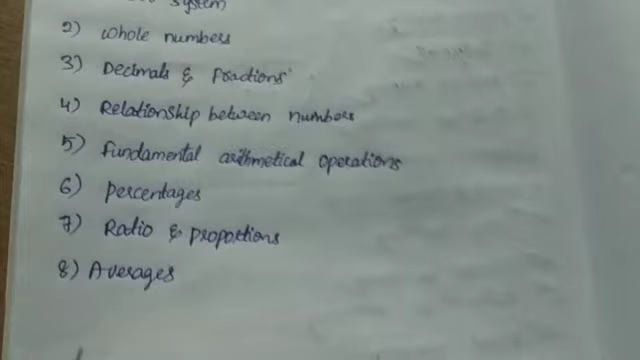 system
2) Whole numbers
3) Decimals & fractions
4) Relationship between numbers
5) fundamental arithmetical operations
6) percentages
7) Ratio & proportions
8) Averages